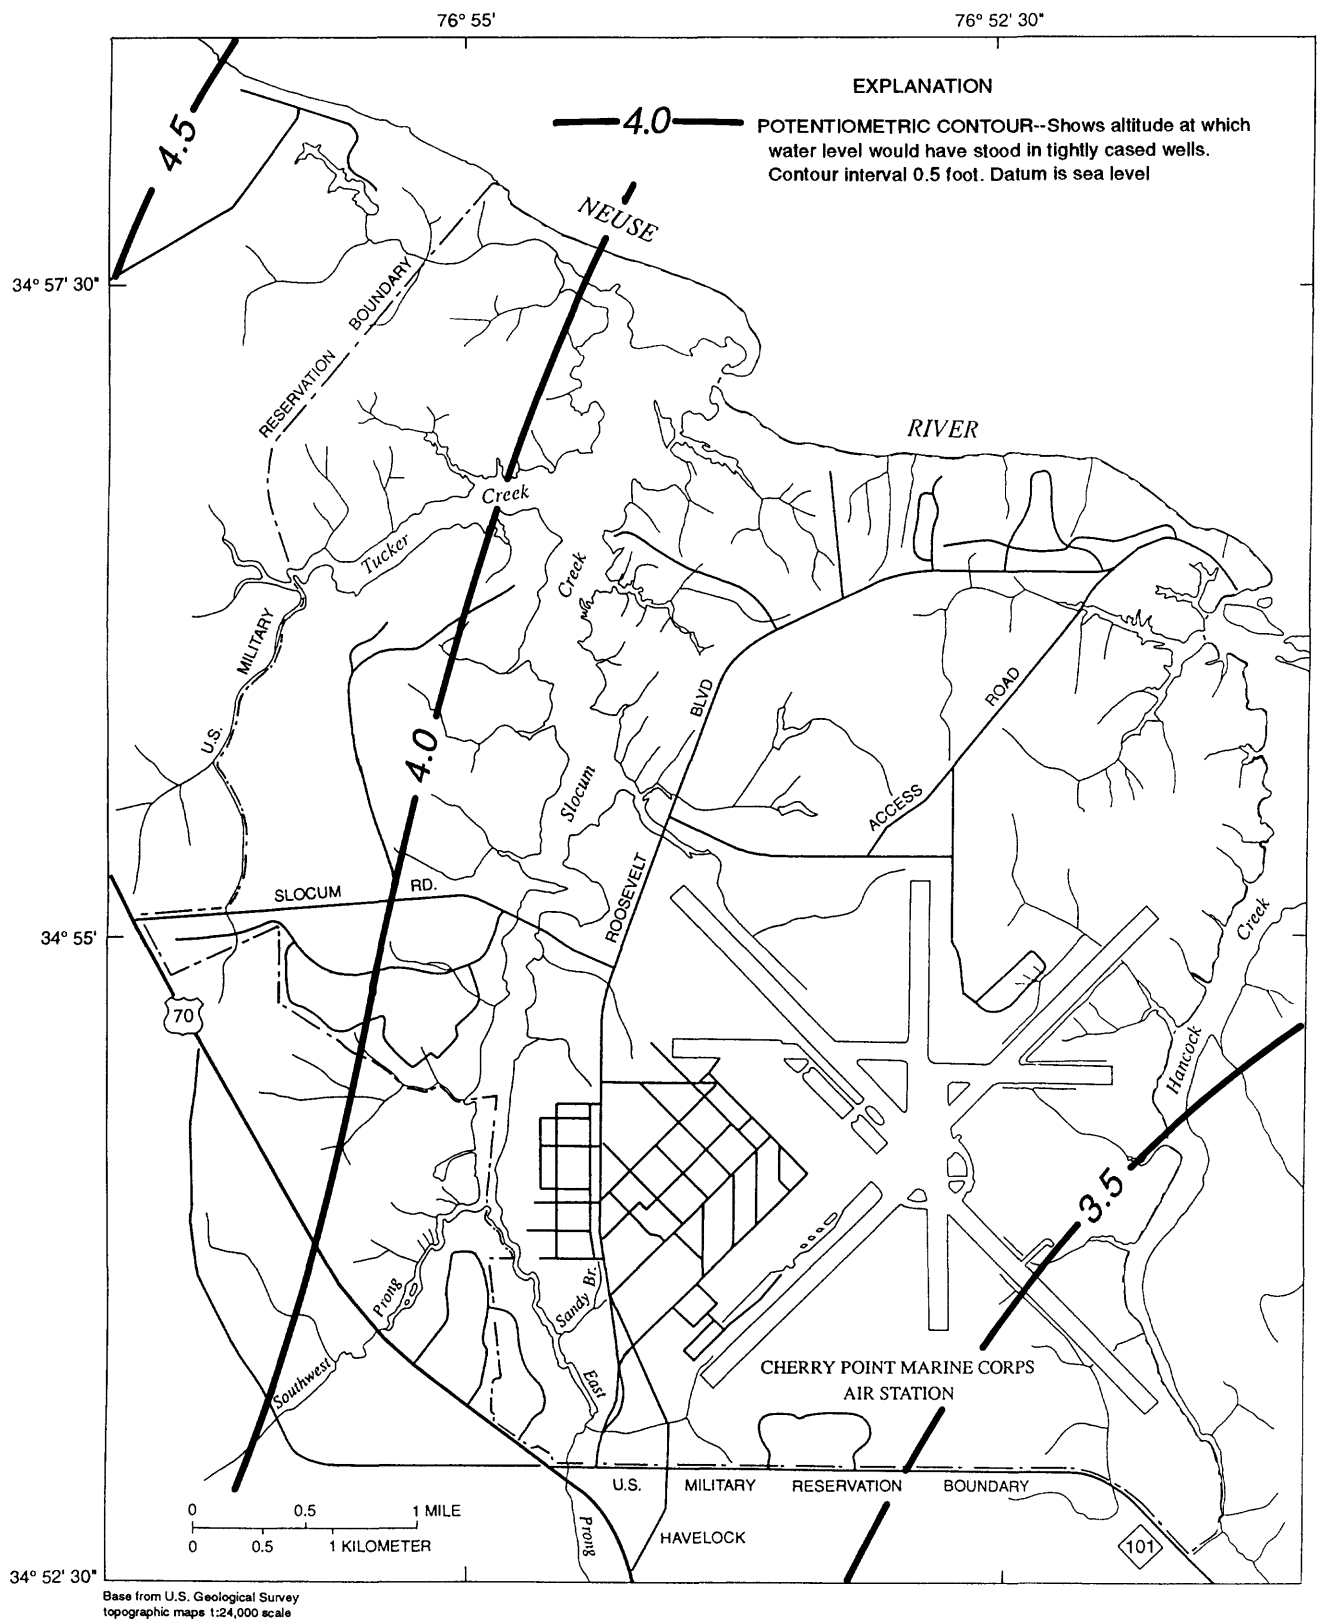 76° 55'
76° 52' 30"
EXPLANATION
4.0
POTENTIOMETRIC CONTOUR--Shows altitude at which
water level would have stood in tightly cased wells.
Contour interval 0.5 foot. Datum is sea level
4.5
NEUSE
34° 57' 30"
RESERVATION BOUNDARY
RIVER
Creek
Tucker
Creek
U.S. MILITARY
BLVD
ROAD
4.0
Slocum
ACCESS
ROOSEVELT
SLOCUM RD.
Creek
34° 55'
70
Hancock
3.5
Prong
Sandy Br.
Southwest
East
CHERRY POINT MARINE CORPS
AIR STATION
U.S. MILITARY RESERVATION BOUNDARY
0 0.5 1 MILE
0 0.5 1 KILOMETER
Prong
HAVELOCK
101
34° 52' 30"
Base from U.S. Geological Survey
topographic maps 1:24,000 scale